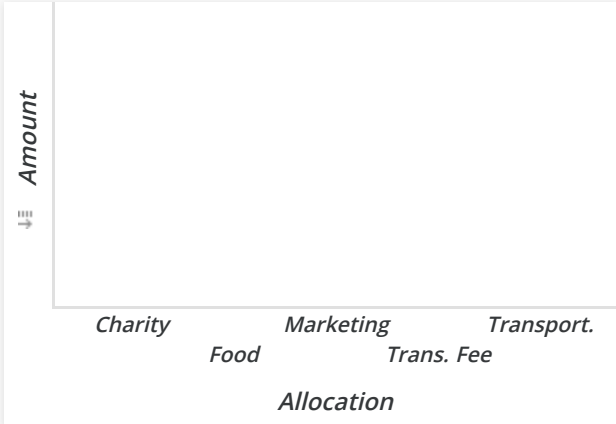 Amount
Charity Marketing Transport.
Food Trans. Fee
Allocation